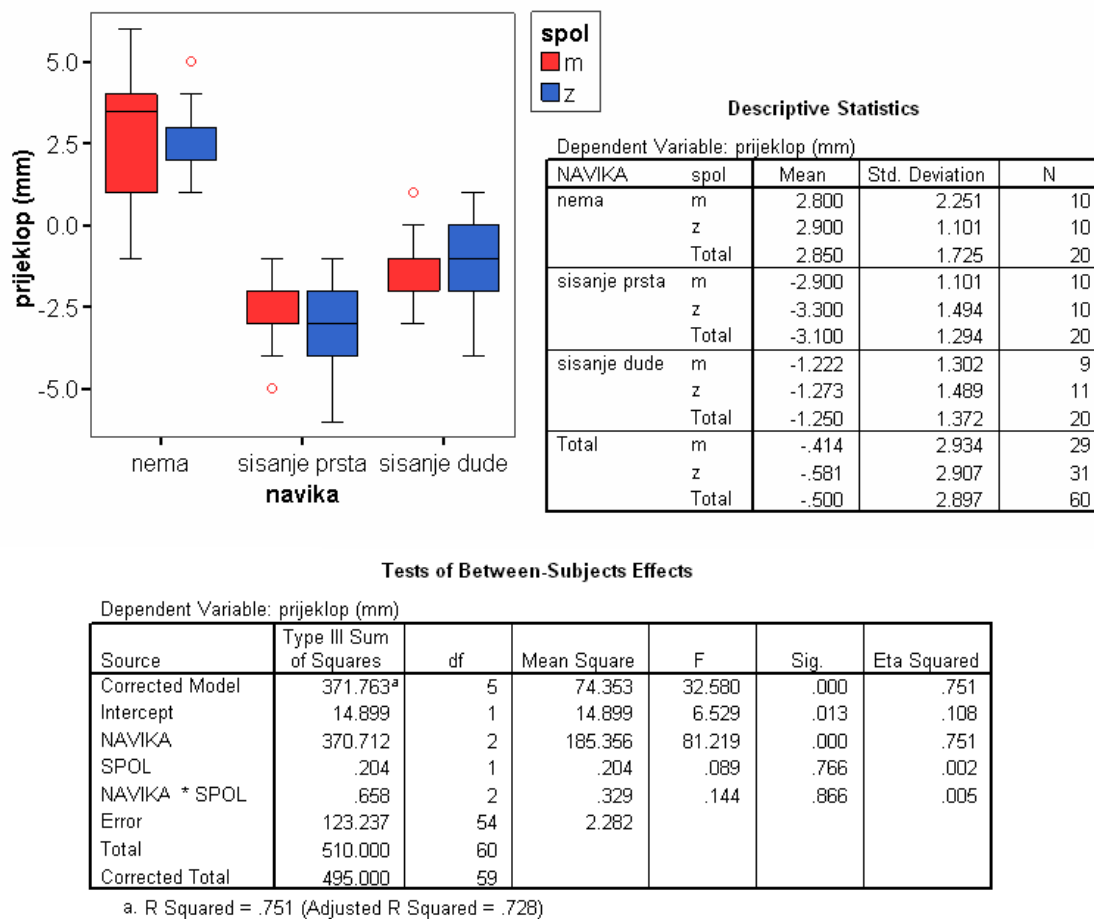 spol
m
z
5.0
2.5
0.0
-2.5
-5.0
prijeklop (mm)
nema sisanje prsta sisanje dude
navika
Descriptive Statistics
Dependent Variable: prijeklop (mm)
NAVIKA spol Mean Std. Deviation N
nema m 2.800 2.251 10
z 2.900 1.101 10
Total 2.850 1.725 20
sisanje prsta m -2.900 1.101 10
z -3.300 1.494 10
Total -3.100 1.294 20
sisanje dude m -1.222 1.302 9
z -1.273 1.489 11
Total -1.250 1.372 20
Total m -.414 2.934 29
z -.581 2.907 31
Total -.500 2.897 60
Tests of Between-Subjects Effects
Dependent Variable: prijeklop (mm)
Type III Sum
Source of Squares df Mean Square F Sig. Eta Squared
Corrected Model 371.763a 5 74.353 32.580 .000 .751
Intercept 14.899 1 14.899 6.529 .013 .108
NAVIKA 370.712 2 185.356 81.219 .000 .751
SPOL .204 1 .204 .089 .766 .002
NAVIKA * SPOL .658 2 .329 .144 .866 .005
Error 123.237 54 2.282
Total 510.000 60
Corrected Total 495.000 59
a. R Squared = .751 (Adjusted R Squared = .728)